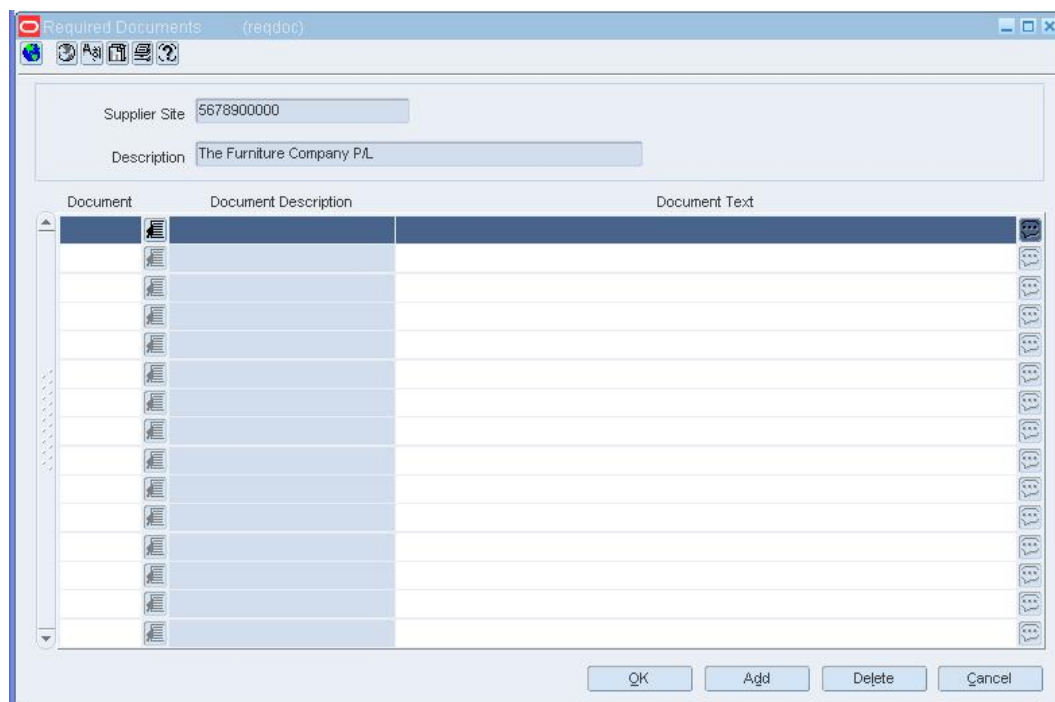 Required Documents (reqdoc)
Supplier Site 5678900000
Description The Furniture Company P/L
Document Document Description Document Text
OK Add Delete Cancel